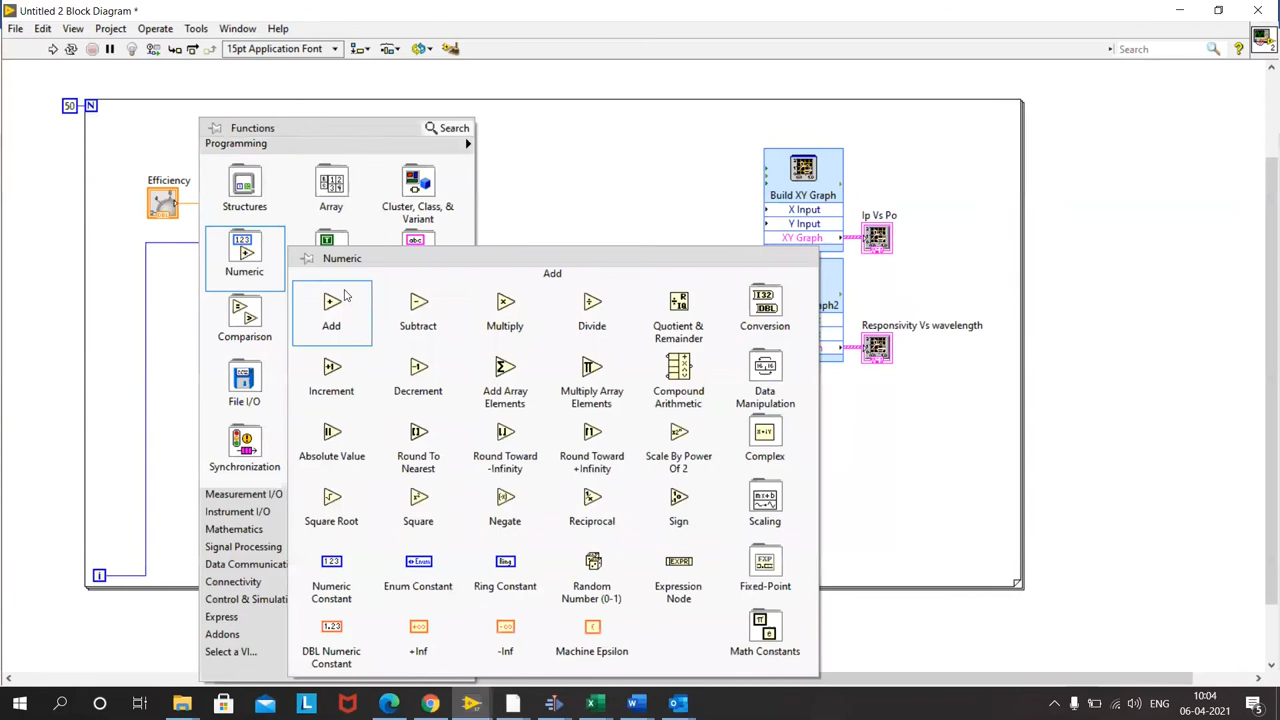 Untitled 2 Block Diagram *
File Edit View Project Operate Tools Window Help
15pt Application Font
Search
?
2
50 N
Functions
Search
Programming
Efficiency
Structures
Array
Cluster, Class, &
Variant
Build XY Graph
X Input
Y Input
XY Graph
Ip Vs Po
Numeric
Numeric
Add
Add
Subtract
Multiply
Divide
Quotient &
Remainder
Conversion
Comparison
Responsivity Vs wavelength
Increment
Decrement
Add Array
Elements
Multiply Array
Elements
Compound
Arithmetic
Data
Manipulation
File I/O
Absolute Value
Round To
Nearest
Round Toward
-Infinity
Round Toward
+Infinity
Scale By Power
Of 2
Complex
Synchronization
Measurement I/O
Instrument I/O
Square Root
Square
Negate
Reciprocal
Sign
Scaling
Mathematics
Signal Processing
Data Communicat
Connectivity
Control & Simulati
Express
Addons
Select a VI...
i
Numeric
Constant
Enum Constant
Ring Constant
Random
Number (0-1)
Expression
Node
Fixed-Point
DBL Numeric
Constant
+Inf
-Inf
Machine Epsilon
Math Constants
ENG
10:04
06-04-2021
5